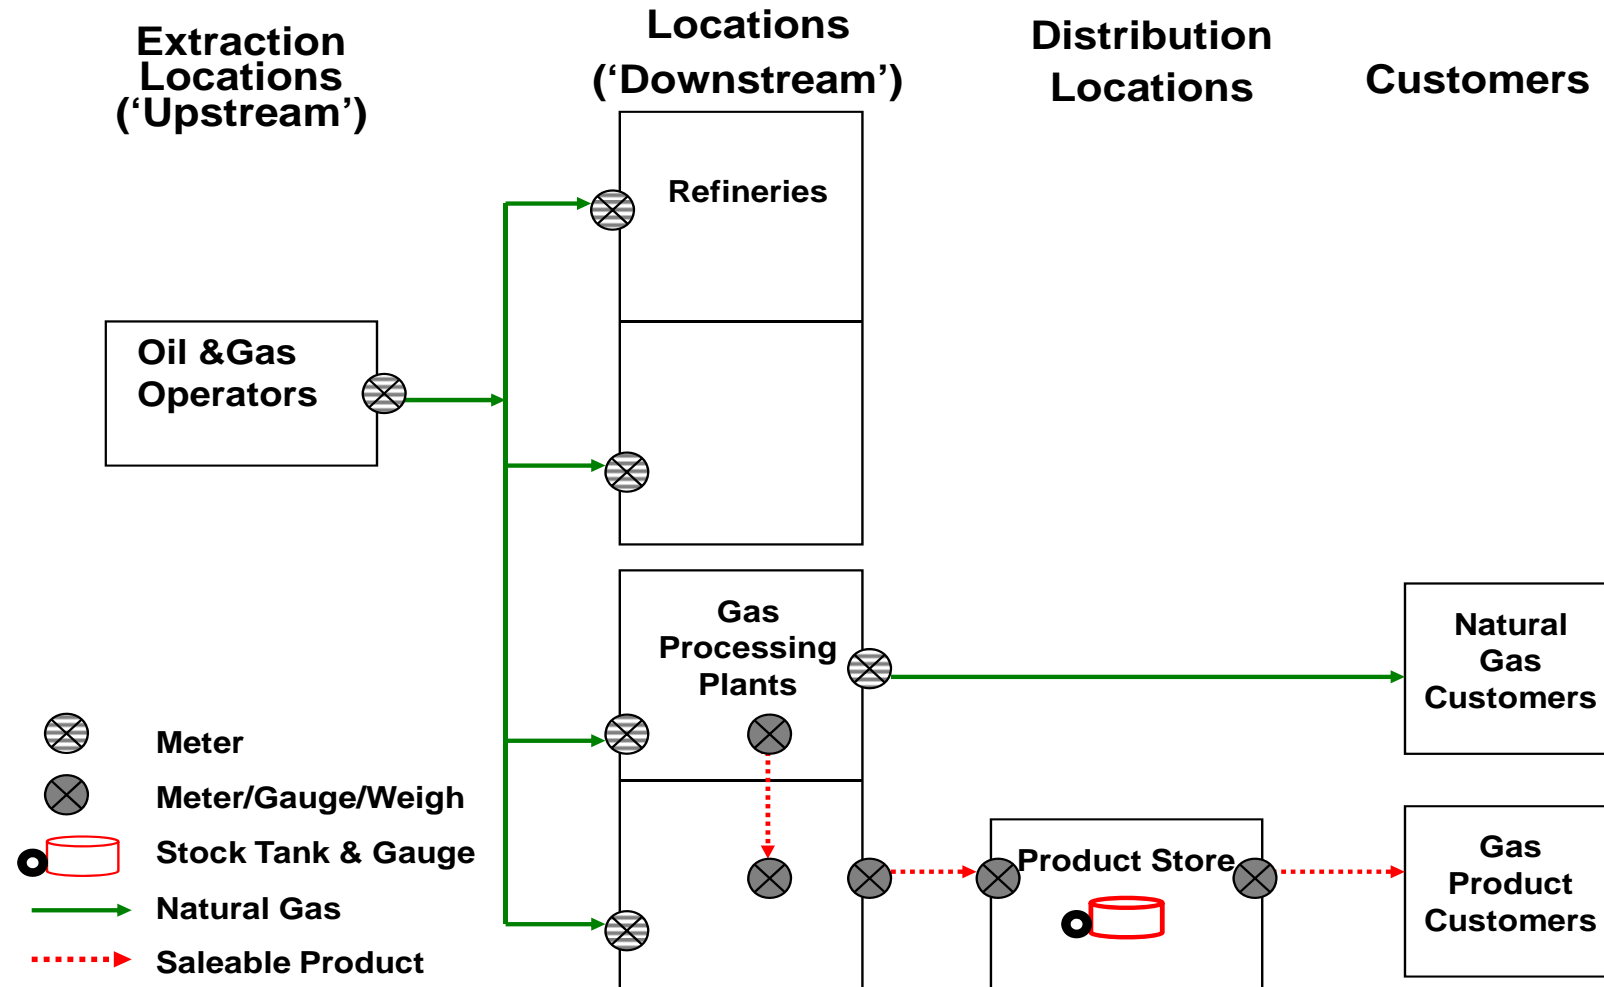 Extraction
Locations
(‘Upstream’)
Locations
(‘Downstream’)
Distribution
Locations
Customers
Refineries
Oil &Gas
Operators
Gas
Processing
Plants
Natural
Gas
Customers
Meter
Meter/Gauge/Weigh
Stock Tank & Gauge
Natural Gas
Saleable Product
Product Store
Gas
Product
Customers